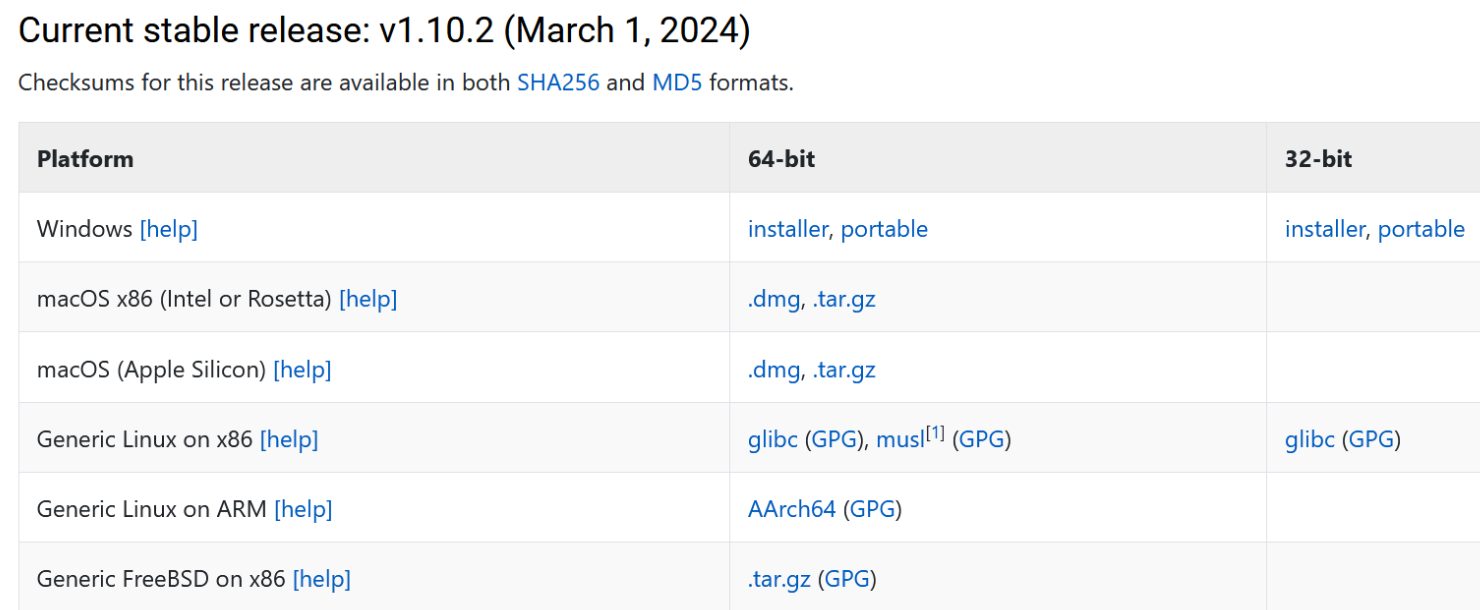 Current stable release: v1.10.2 (March 1, 2024)
Checksums for this release are available in both SHA256 and MD5 formats.
Platform 64-bit 32-bit
Windows [help] installer, portable installer, portable
macOS x86 (Intel or Rosetta) [help] .dmg, .tar.gz
macOS (Apple Silicon) [help] .dmg, .tar.gz
Generic Linux on x86 [help] glibc (GPG), musl[1] (GPG) glibc (GPG)
Generic Linux on ARM [help] AArch64 (GPG)
Generic FreeBSD on x86 [help] .tar.gz (GPG)